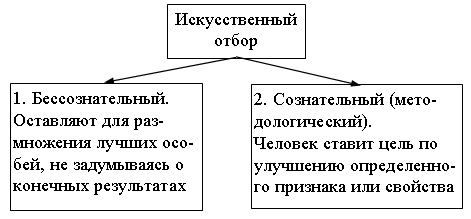 Искусственный
отбор
1. Бессознательный.
Оставляют для раз-
множения лучших осо-
бей, не задумываясь о
конечных результатах
2. Сознательный (мето-
дологический).
Человек ставит цель по
улучшению определенно-
го признака или свойства